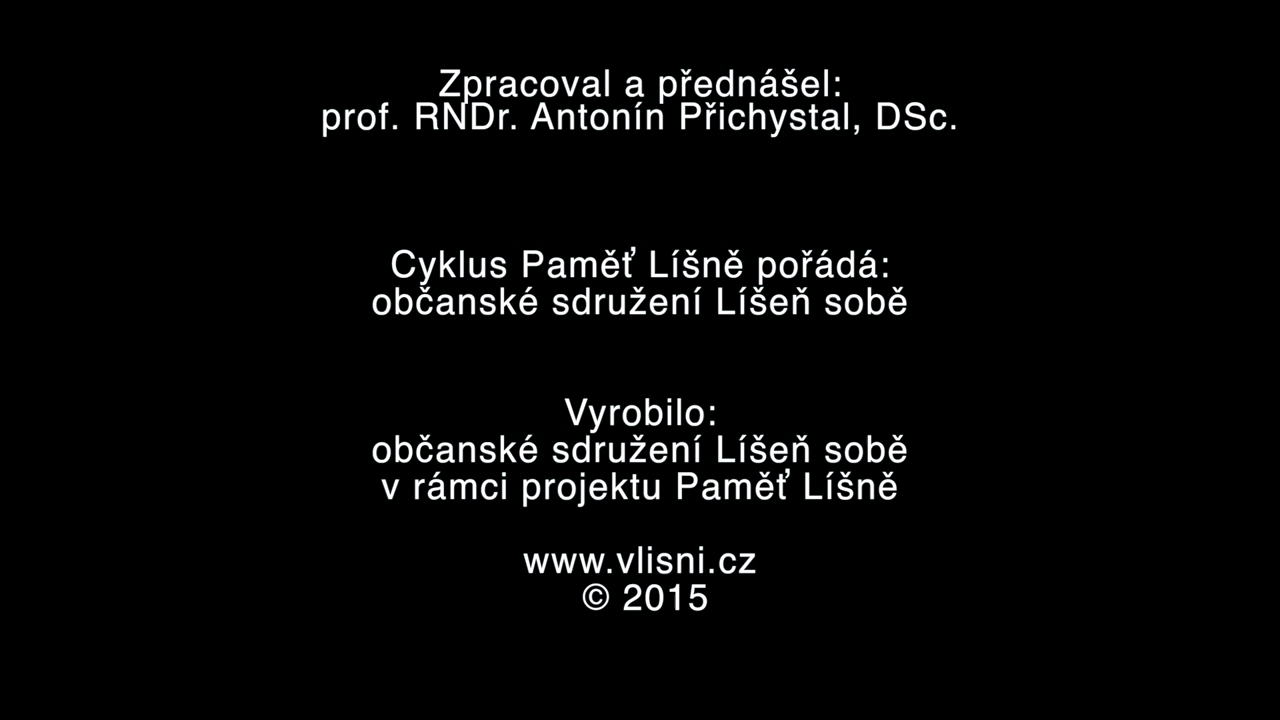 Zpracoval a přednášel:
prof. RNDr. Antonín Přichystal, DSc.
Cyklus Paměť Líšně pořádá:
občanské sdružení Líšeň sobě
Vyrobilo:
občanské sdružení Líšeň sobě
v rámci projektu Paměť Líšně
www.vlisni.cz
© 2015